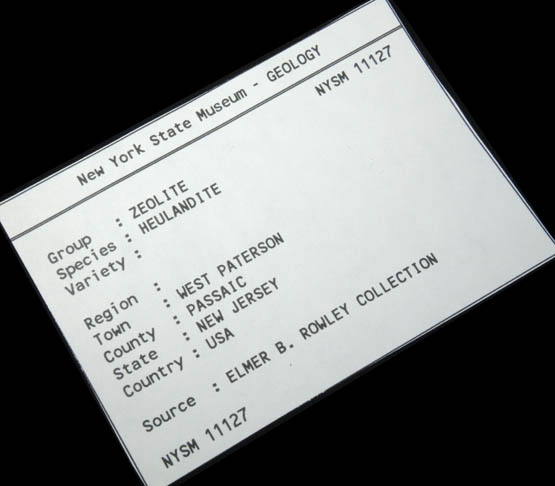 New York State Museum - GEOLOGY
NYSM 11127
Group : ZEOLITE
Species : HEULANDITE
Variety :
Region :
Town : WEST PATERSON
County : PASSAIC
State : NEW JERSEY
Country : USA
Source : ELMER B. ROWLEY COLLECTION
NYSM 11127